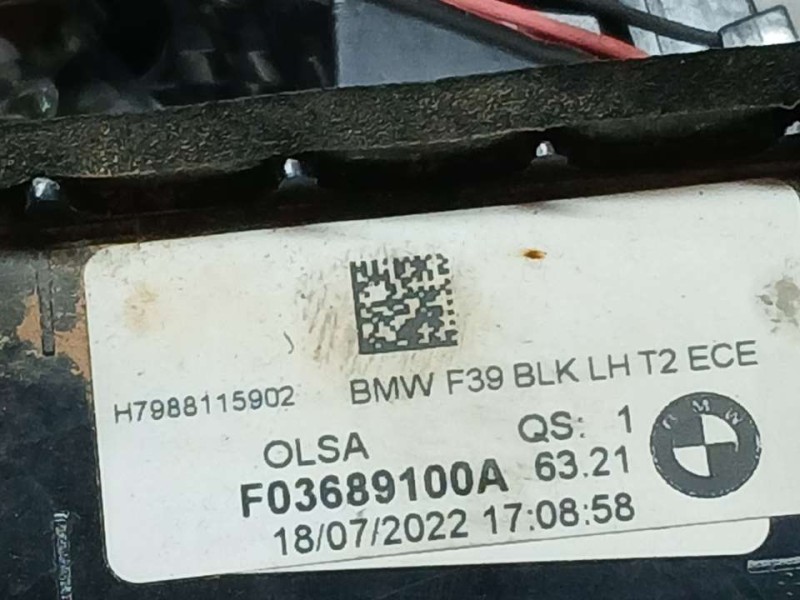 H7988115902 BMW F39 BLK LH T2 ECE
OLSA QS: 1
F03689100A 63.21
18/07/2022 17:08:58
BMW